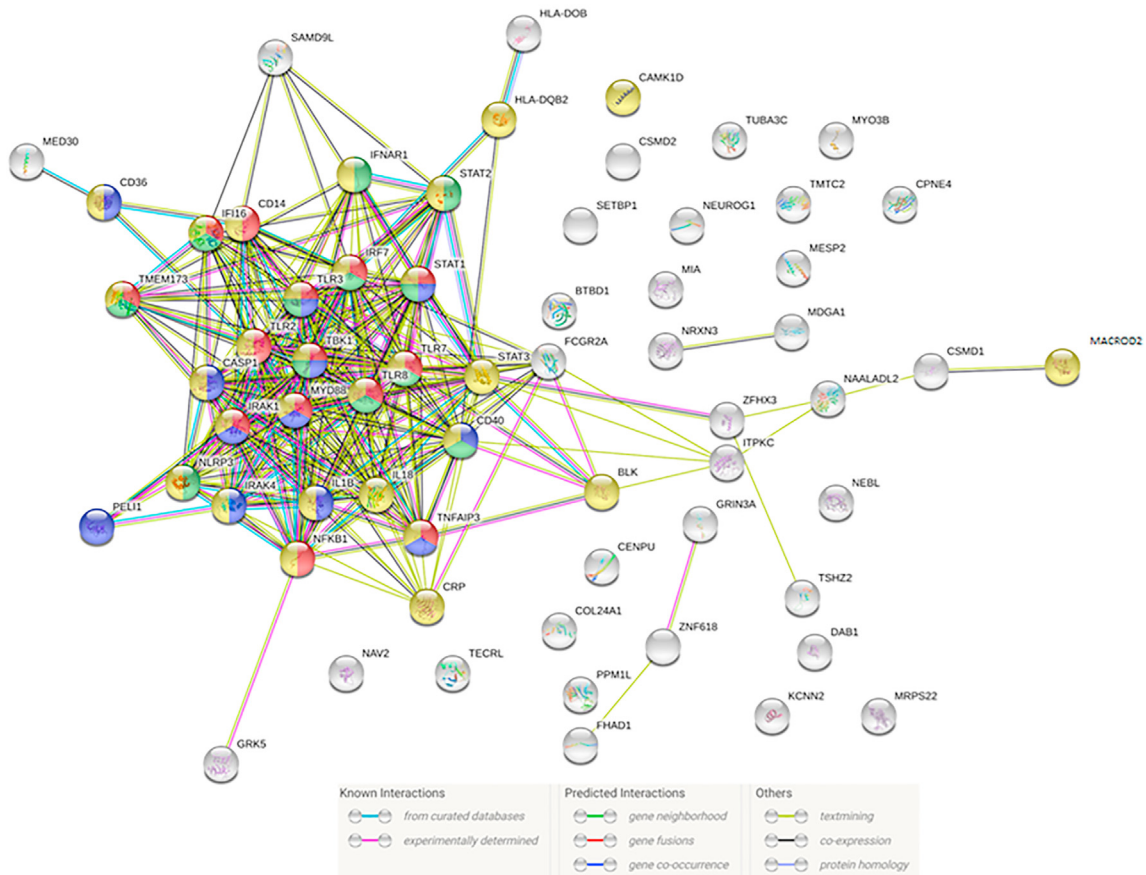 HLA-DOB
SAMD9L
CAMK1D
HLA-DQB2
TUBA3C
MYO3B
MED30
CSMD2
IFNAR1
STAT2
CD36
TMTC2
CPNE4
SETBP1
NEUROG1
IFI16
CD14
MESP2
IRF7
STAT1
TMEM173
TLR3
MIA
BTBD1
MDGA1
TLR2
NRXN3
TBK1
FCGR2A
MACROD2
TLR7
STAT3
CSMD1
CASP1
TLR8
NAALADL2
MYD88
ZFHX3
IRAK1
CD40
ITPKC
NLRP3
IL18
BLK
IRAK4
IL1B
NEBL
PELI1
GRIN3A
TNFAIP3
NFKB1
CENPU
CRP
TSHZ2
COL24A1
ZNF618
DAB1
NAV2
TECRL
PPM1L
KCNN2
MRPS22
FHAD1
GRK5
Known Interactions
from curated databases
experimentally determined
Predicted Interactions
gene neighborhood
gene fusions
gene co-occurrence
Others
textmining
co-expression
protein homology